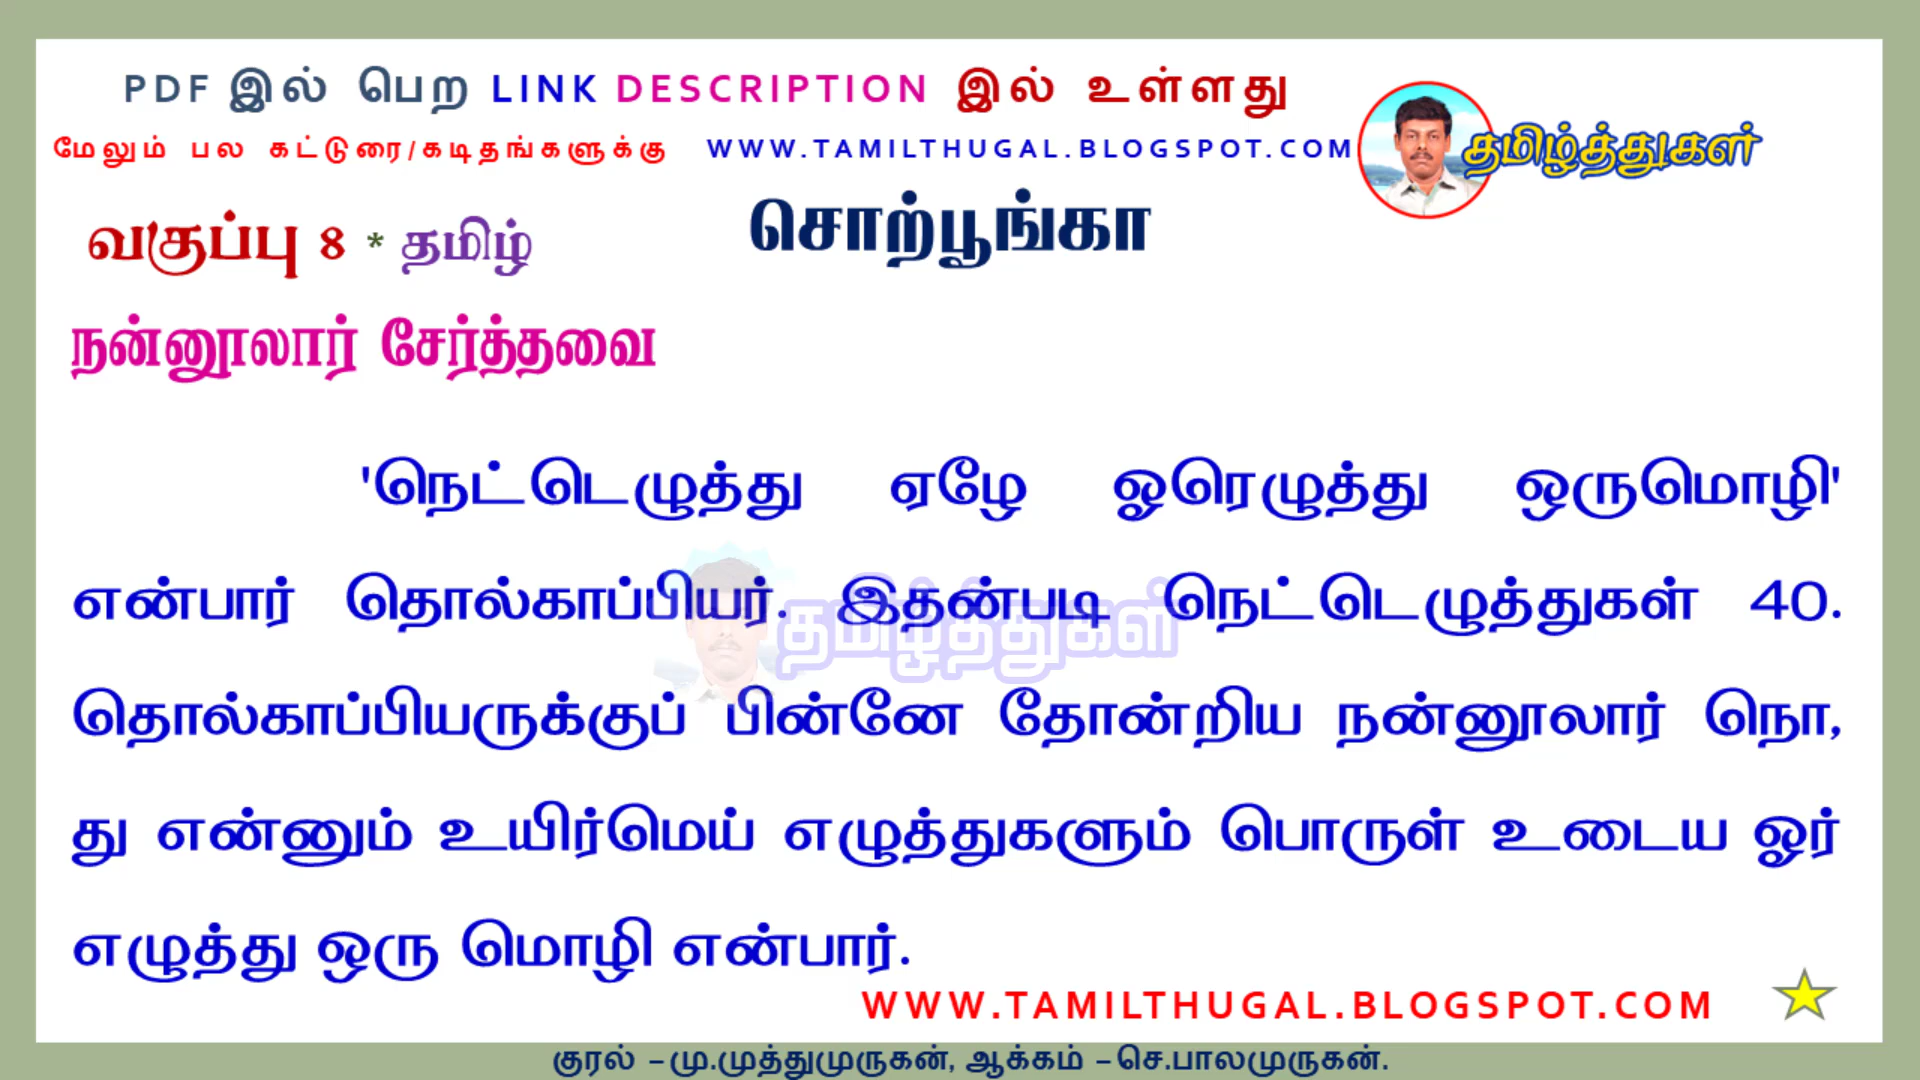 PDF இல் பெற LINK DESCRIPTION இல் உள்ளது
மேலும் பல கட்டுரை/கடிதங்களுக்கு WWW.TAMILTHUGAL.BLOGSPOT.COM
தமிழ்த்துகள்
வகுப்பு 8 * தமிழ் சொற்பூங்கா
நன்னூலார் சேர்த்தவை
'நெட்டெழுத்து ஏழே ஓரெழுத்து ஒருமொழி'
என்பார் தொல்காப்பியர். இதன்படி நெட்டெழுத்துகள் 40.
தமிழ்த்துகள்
தொல்காப்பியருக்குப் பின்னே தோன்றிய நன்னூலார் நொ,
து என்னும் உயிர்மெய் எழுத்துகளும் பொருள் உடைய ஓர்
எழுத்து ஒரு மொழி என்பார்.
WWW.TAMILTHUGAL.BLOGSPOT.COM
குரல் – மு.முத்துமுருகன், ஆக்கம் – செ.பாலமுருகன்.